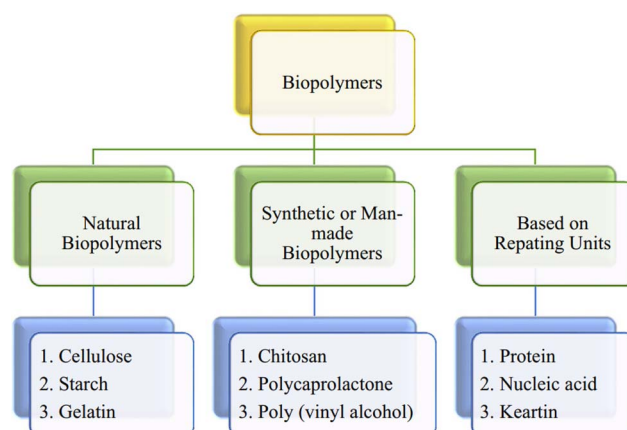 Biopolymers
Natural
Biopolymers
Synthetic or Man-
made
Biopolymers
Based on
Repating Units
1. Cellulose
2. Starch
3. Gelatin
1. Chitosan
2. Polycaprolactone
3. Poly (vinyl alcohol)
1. Protein
2. Nucleic acid
3. Keartin